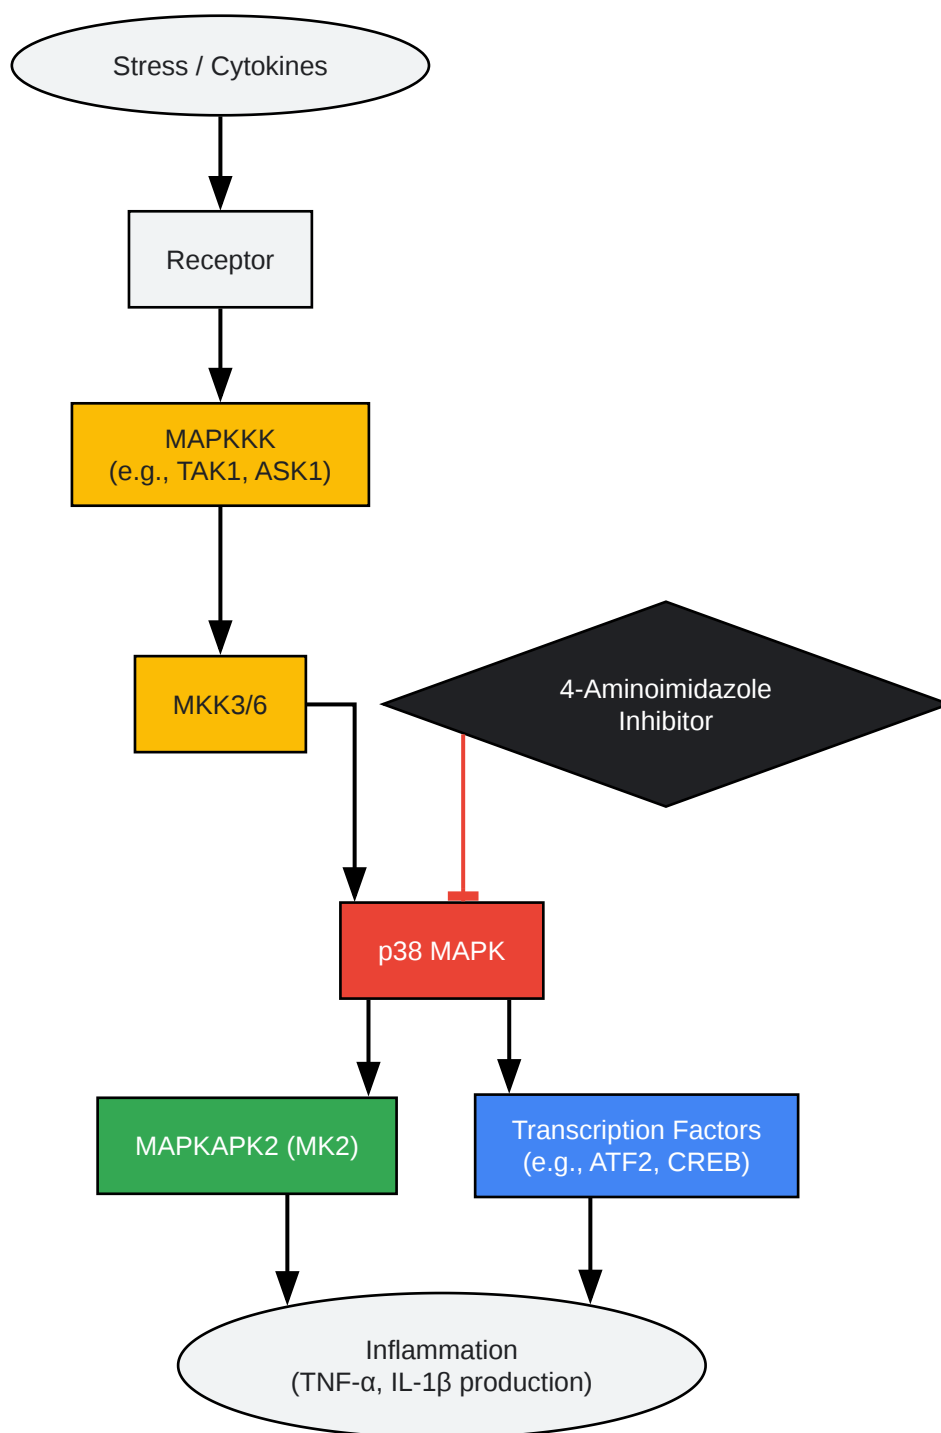 Stress / Cytokines
Receptor
MAPKKK
(e.g., TAK1, ASK1)
MKK3/6
4-Aminoimidazole
Inhibitor
p38 MAPK
MAPKAPK2 (MK2)
Transcription Factors
(e.g., ATF2, CREB)
Inflammation
(TNF-α, IL-1β production)